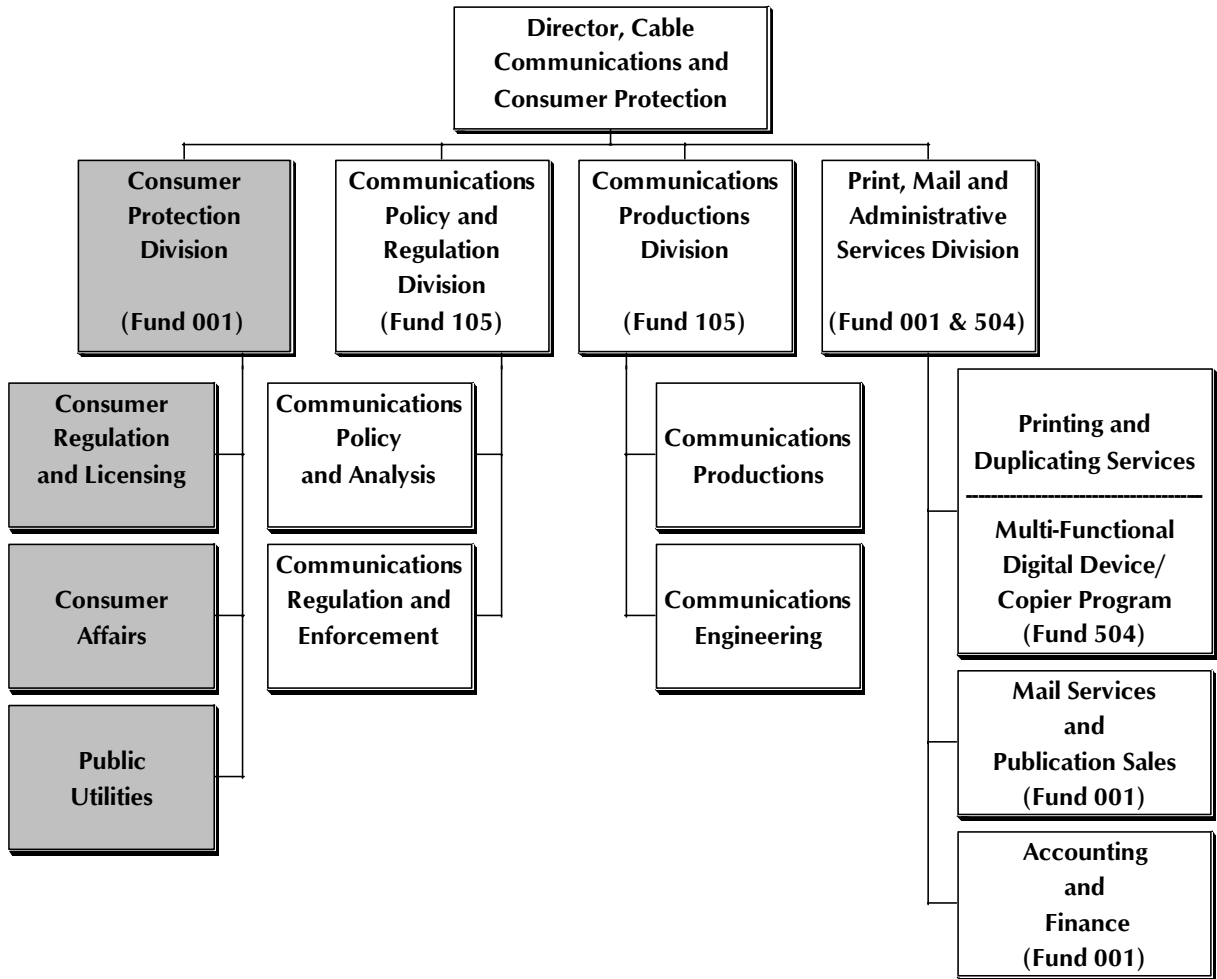 Director, Cable
Communications and
Consumer Protection
Consumer
Protection
Division
(Fund 001)
Communications
Policy and
Regulation
Division
(Fund 105)
Communications
Productions
Division
(Fund 105)
Print, Mail and
Administrative
Services Division
(Fund 001 & 504)
Consumer
Regulation
and Licensing
Consumer
Affairs
Public
Utilities
Communications
Policy
and Analysis
Communications
Regulation and
Enforcement
Communications
Productions
Communications
Engineering
Printing and
Duplicating Services
Multi-Functional
Digital Device/
Copier Program
(Fund 504)
Mail Services
and
Publication Sales
(Fund 001)
Accounting
and
Finance
(Fund 001)